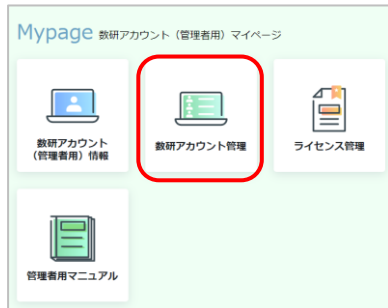 Mypage 数研アカウント（管理者用）マイページ
数研アカウント
（管理者用）情報
数研アカウント管理
ライセンス管理
管理者用マニュアル